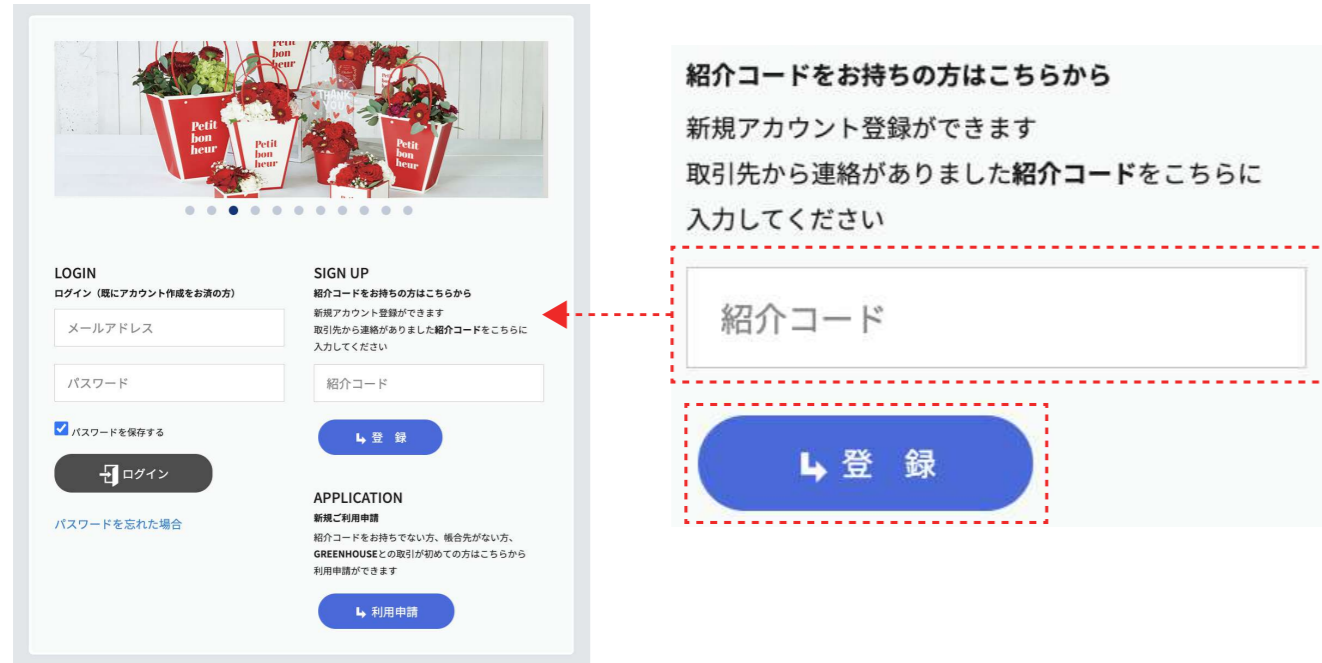 Petit
bon
heur
Petit
bon
heur
Petit
bon
heur
THANK
YOU
Petit
bon
heur
LOGIN
ログイン（既にアカウント作成をお済の方）
メールアドレス
パスワード
パスワードを保存する
ログイン
パスワードを忘れた場合
SIGN UP
紹介コードをお持ちの方はこちらから
新規アカウント登録ができます
取引先から連絡がありました紹介コードをこちらに
入力してください
紹介コード
登 録
APPLICATION
新規ご利用申請
紹介コードをお持ちでない方、帳合先がない方、
GREENHOUSEとの取引が初めての方はこちらから
利用申請ができます
利用申請
紹介コードをお持ちの方はこちらから
新規アカウント登録ができます
取引先から連絡がありました紹介コードをこちらに
入力してください
紹介コード
登 録